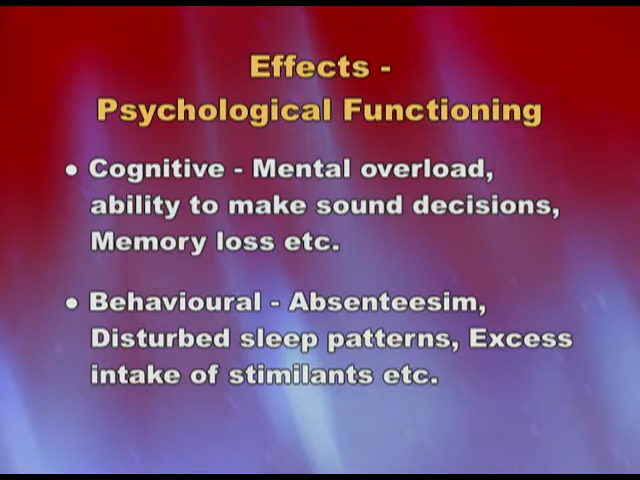 Effects -
Psychological Functioning
• Cognitive - Mental overload,
ability to make sound decisions,
Memory loss etc.
• Behavioural - Absenteesim,
Disturbed sleep patterns, Excess
intake of stimilants etc.